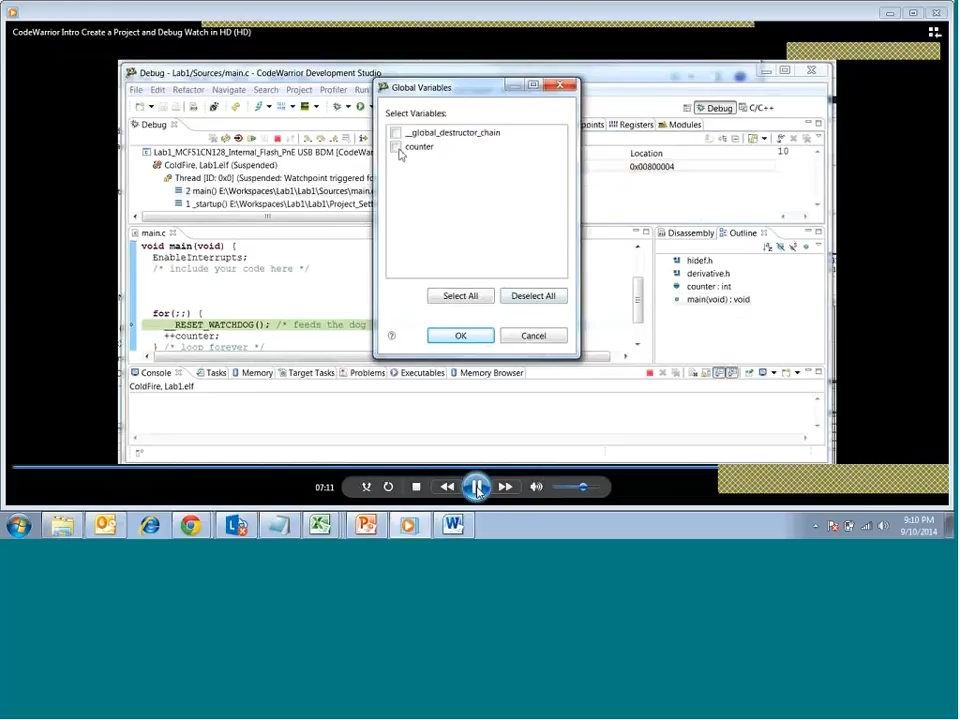 CodeWarrior Intro Create a Project and Debug Watch in HD (HD)
Debug - Lab1/Sources/main.c - CodeWarrior Development Studio
File Edit Refactor Navigate Search Project Profiler Run
Debug C/C++
Global Variables
Select Variables:
__global_destructor_chain
counter
Select All Deselect All
OK Cancel
Debug
Lab1_MCF51CN128_Internal_Flash_PnE USB BDM [CodeWar
ColdFire, Lab1.elf (Suspended)
Thread [ID: 0x0] (Suspended: Watchpoint triggered fo
2 main() E:\Workspaces\Lab1\Lab1\Sources\main.c
1 _startup() E:\Workspaces\Lab1\Lab1\Project_Sett
points Registers Modules
Location
0x00800004
10
main.c
void main(void) {
EnableInterrupts;
/* include your code here */
for(;;) {
__RESET_WATCHDOG(); /* feeds the dog
++counter;
} /* loop forever */
Disassembly Outline
hidef.h
derivative.h
counter : int
main(void) : void
Console Tasks Memory Target Tasks Problems Executables Memory Browser
ColdFire, Lab1.elf
07:11
9:10 PM
9/10/2014